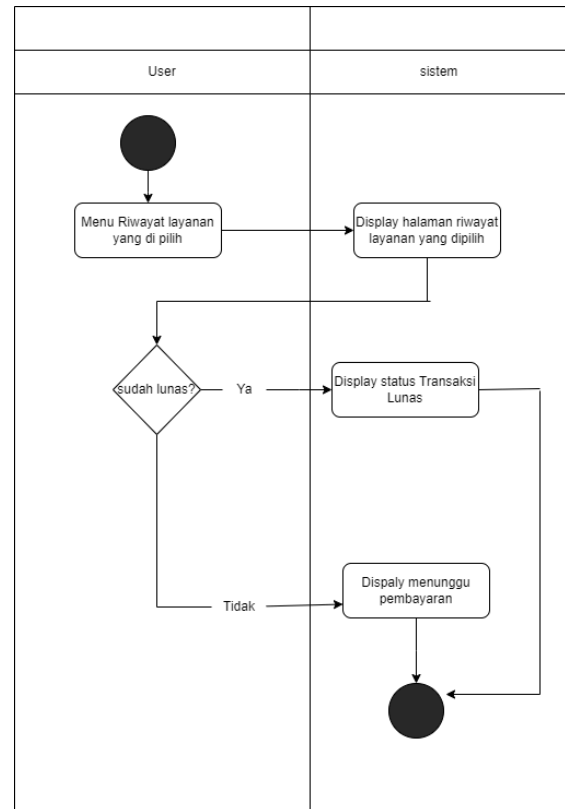 User
sistem
Menu Riwayat layanan
yang di pilih
Display halaman riwayat
layanan yang dipilih
sudah lunas?
Ya
Display status Transaksi
Lunas
Dispaly menunggu
pembayaran
Tidak